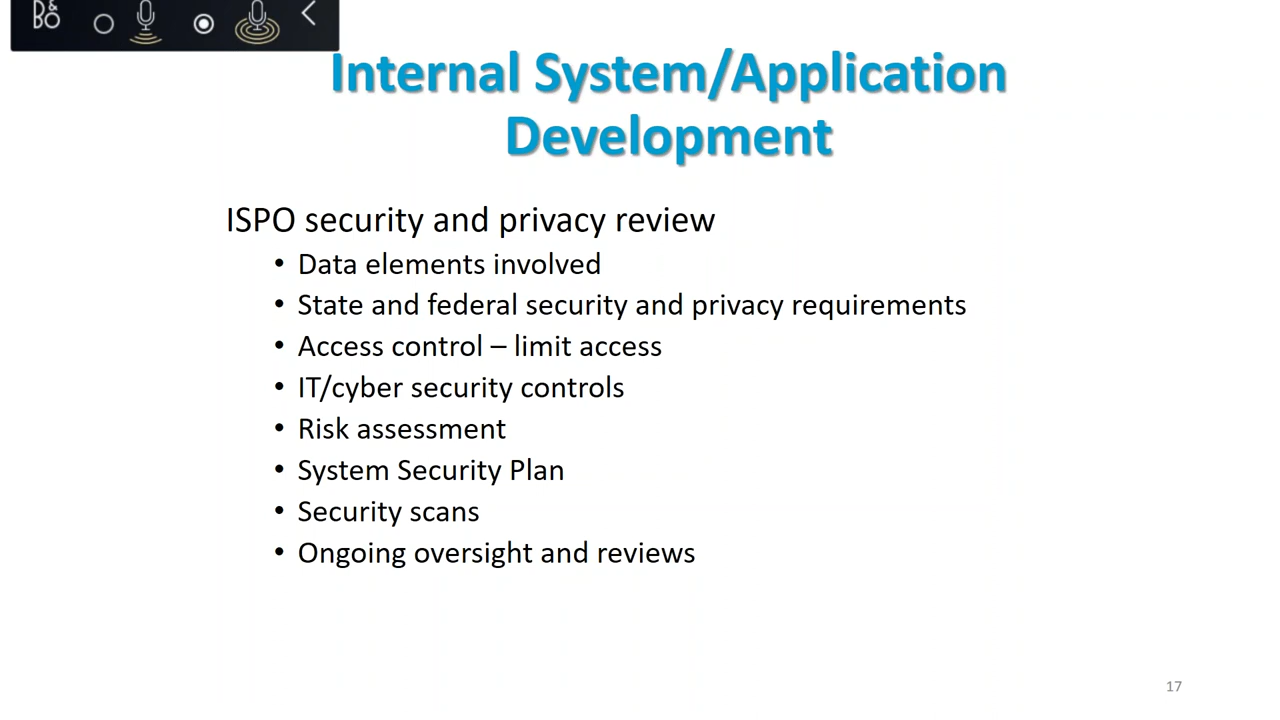 B&O
Internal System/Application
Development
ISPO security and privacy review
• Data elements involved
• State and federal security and privacy requirements
• Access control – limit access
• IT/cyber security controls
• Risk assessment
• System Security Plan
• Security scans
• Ongoing oversight and reviews
17